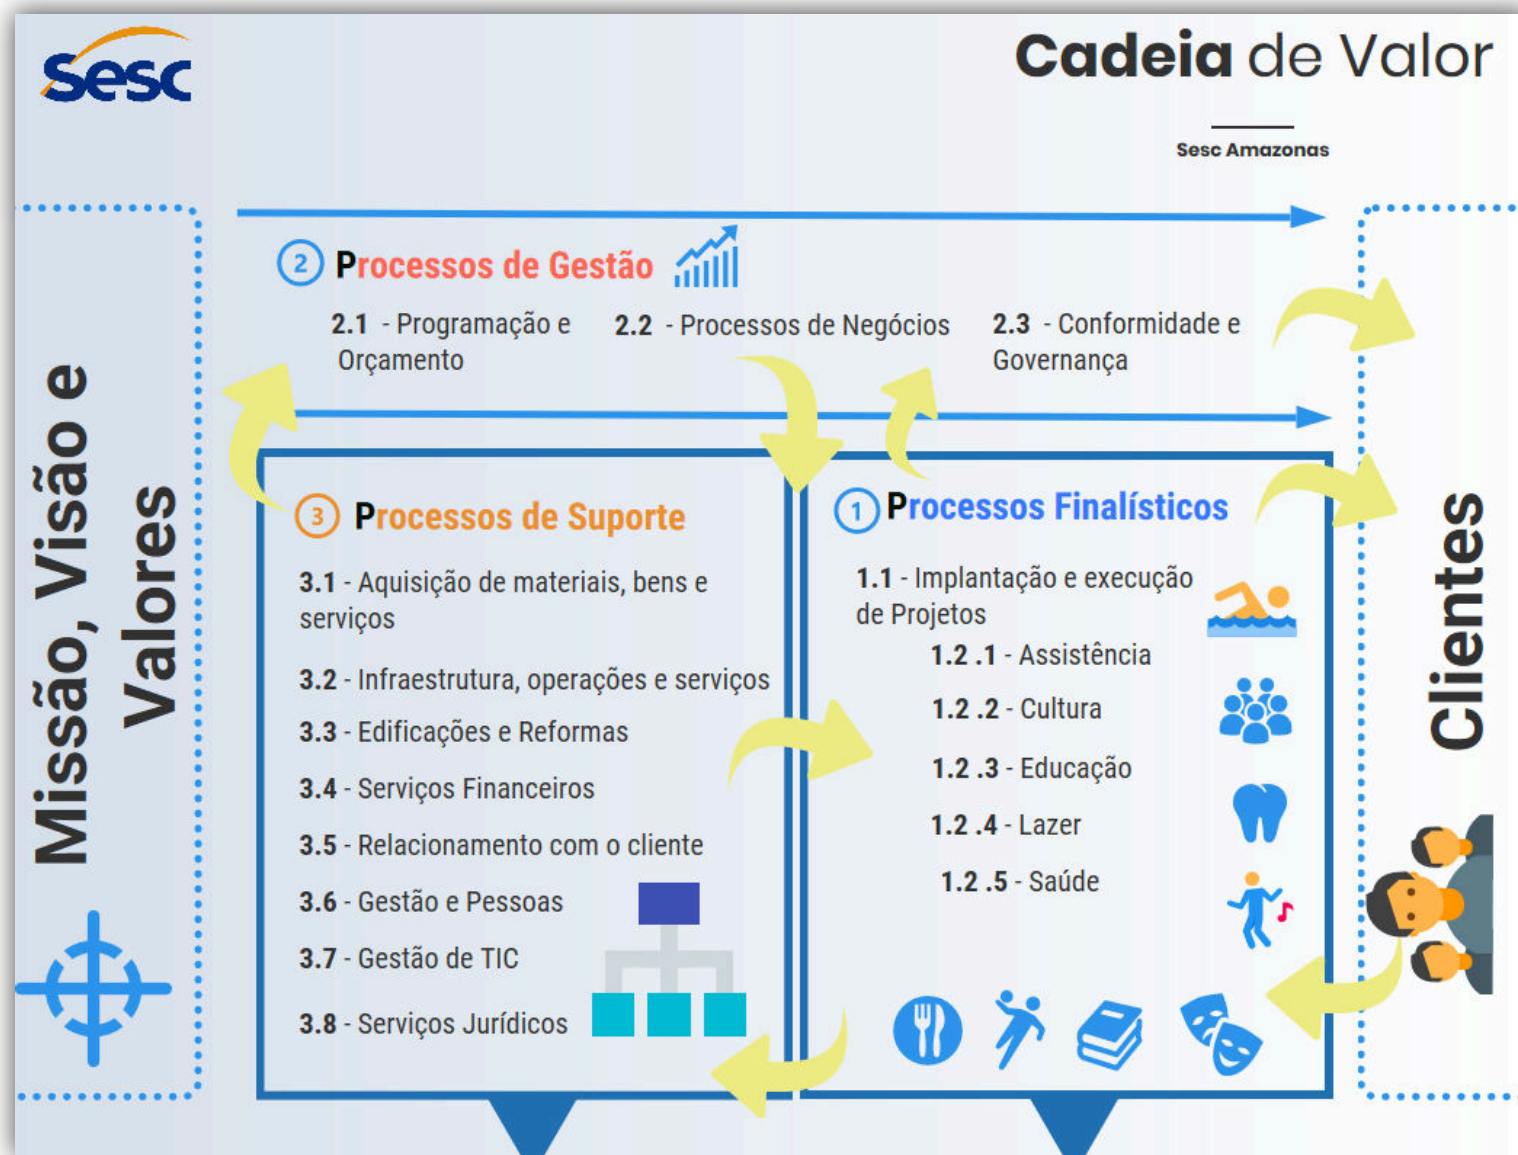 Sesc
Cadeia de Valor
Sesc Amazonas
Missão, Visão e
Valores
2 Processos de Gestão
2.1 - Programação e
Orçamento
2.2 - Processos de Negócios
2.3 - Conformidade e
Governança
3 Processos de Suporte
3.1 - Aquisição de materiais, bens e
serviços
3.2 - Infraestrutura, operações e serviços
3.3 - Edificações e Reformas
3.4 - Serviços Financeiros
3.5 - Relacionamento com o cliente
3.6 - Gestão e Pessoas
3.7 - Gestão de TIC
3.8 - Serviços Jurídicos
1 Processos Finalísticos
1.1 - Implantação e execução
de Projetos
1.2 .1 - Assistência
1.2 .2 - Cultura
1.2 .3 - Educação
1.2 .4 - Lazer
1.2 .5 - Saúde
Clientes